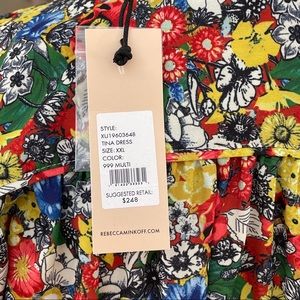 STYLE:
XU19603648
TINA DRESS
SIZE: XXL
COLOR:
999 MULTI
SUGGESTED RETAIL:
$248
REBECCAMINKOFF.COM